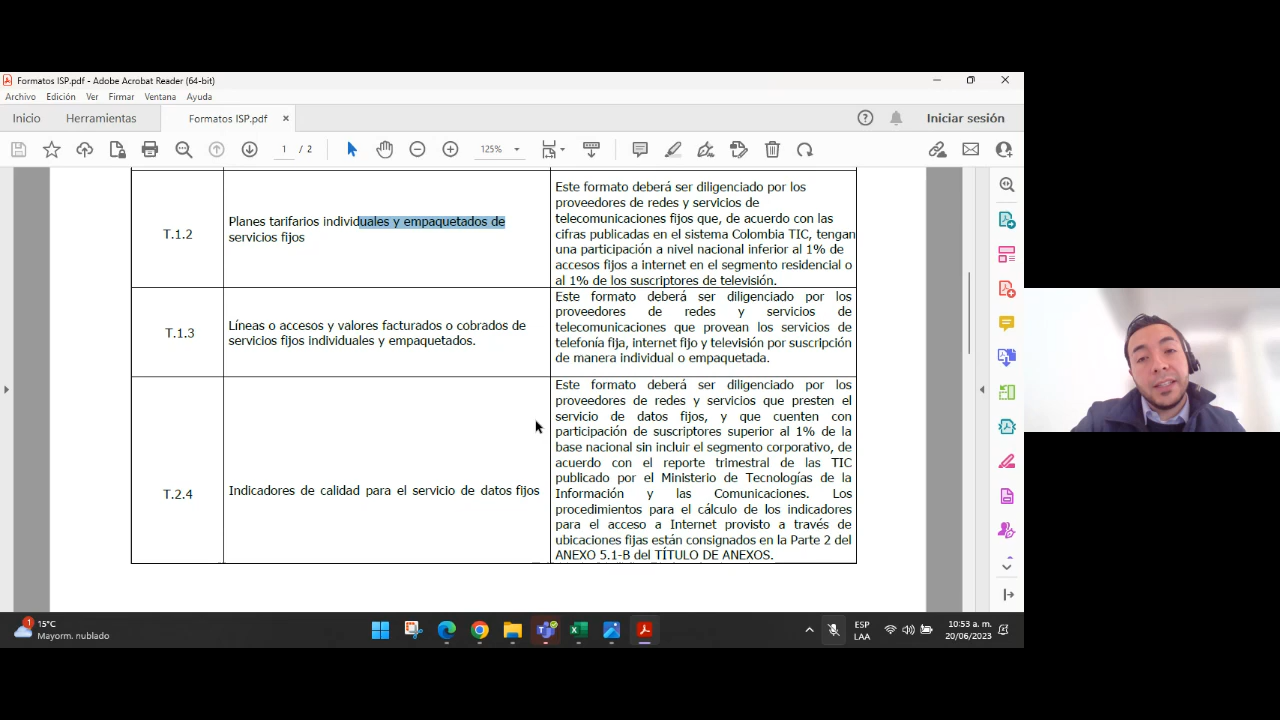 Formatos ISP.pdf - Adobe Acrobat Reader (64-bit)
Archivo Edición Ver Firmar Ventana Ayuda
Inicio Herramientas Formatos ISP.pdf × Iniciar sesión
1 / 2 125%
T.1.2
Planes tarifarios individuales y empaquetados de
servicios fijos
Este formato deberá ser diligenciado por los
proveedores de redes y servicios de
telecomunicaciones fijos que, de acuerdo con las
cifras publicadas en el sistema Colombia TIC, tengan
una participación a nivel nacional inferior al 1% de
accesos fijos a internet en el segmento residencial o
al 1% de los suscriptores de televisión.
T.1.3
Líneas o accesos y valores facturados o cobrados de
servicios fijos individuales y empaquetados.
Este formato deberá ser diligenciado por los
proveedores de redes y servicios de
telecomunicaciones que provean los servicios de
telefonía fija, internet fijo y televisión por suscripción
de manera individual o empaquetada.
T.2.4
Indicadores de calidad para el servicio de datos fijos
Este formato deberá ser diligenciado por los
proveedores de redes y servicios que presten el
servicio de datos fijos, y que cuenten con
participación de suscriptores superior al 1% de la
base nacional sin incluir el segmento corporativo, de
acuerdo con el reporte trimestral de las TIC
publicado por el Ministerio de Tecnologías de la
Información y las Comunicaciones. Los
procedimientos para el cálculo de los indicadores
para el acceso a Internet provisto a través de
ubicaciones fijas están consignados en la Parte 2 del
ANEXO 5.1-B del TÍTULO DE ANEXOS.
1
15°C
Mayorm. nublado
ESP
LAA
10:53 a. m.
20/06/2023